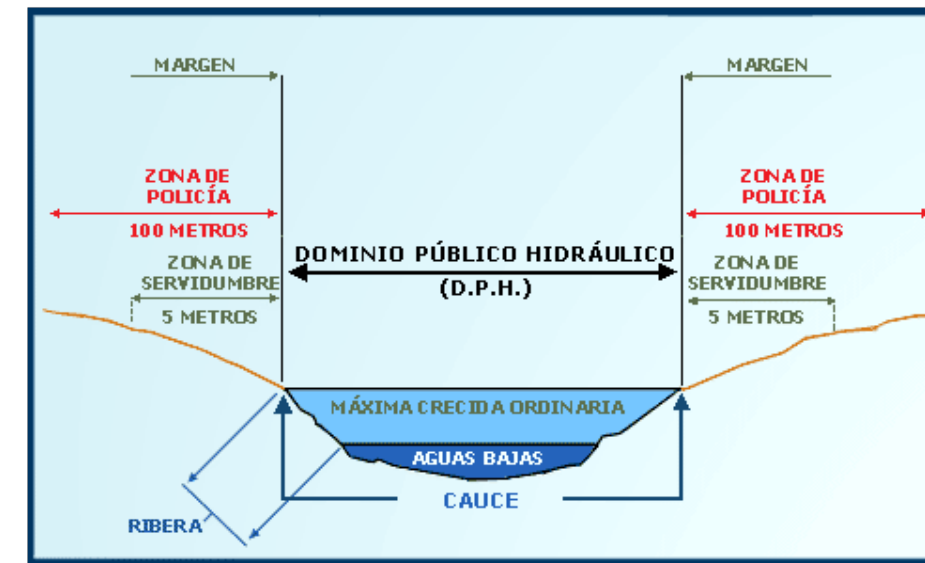 MARGEN
MARGEN
ZONA DE
POLICÍA
100 METROS
ZONA DE
POLICÍA
100 METROS
DOMINIO PÚBLICO HIDRÁULICO
(D.P.H.)
ZONA DE
SERVIDUMBRE
5 METROS
ZONA DE
SERVIDUMBRE
5 METROS
MÁXIMA CRECIDA ORDINARIA
AGUAS BAJAS
CAUCE
RIBERA